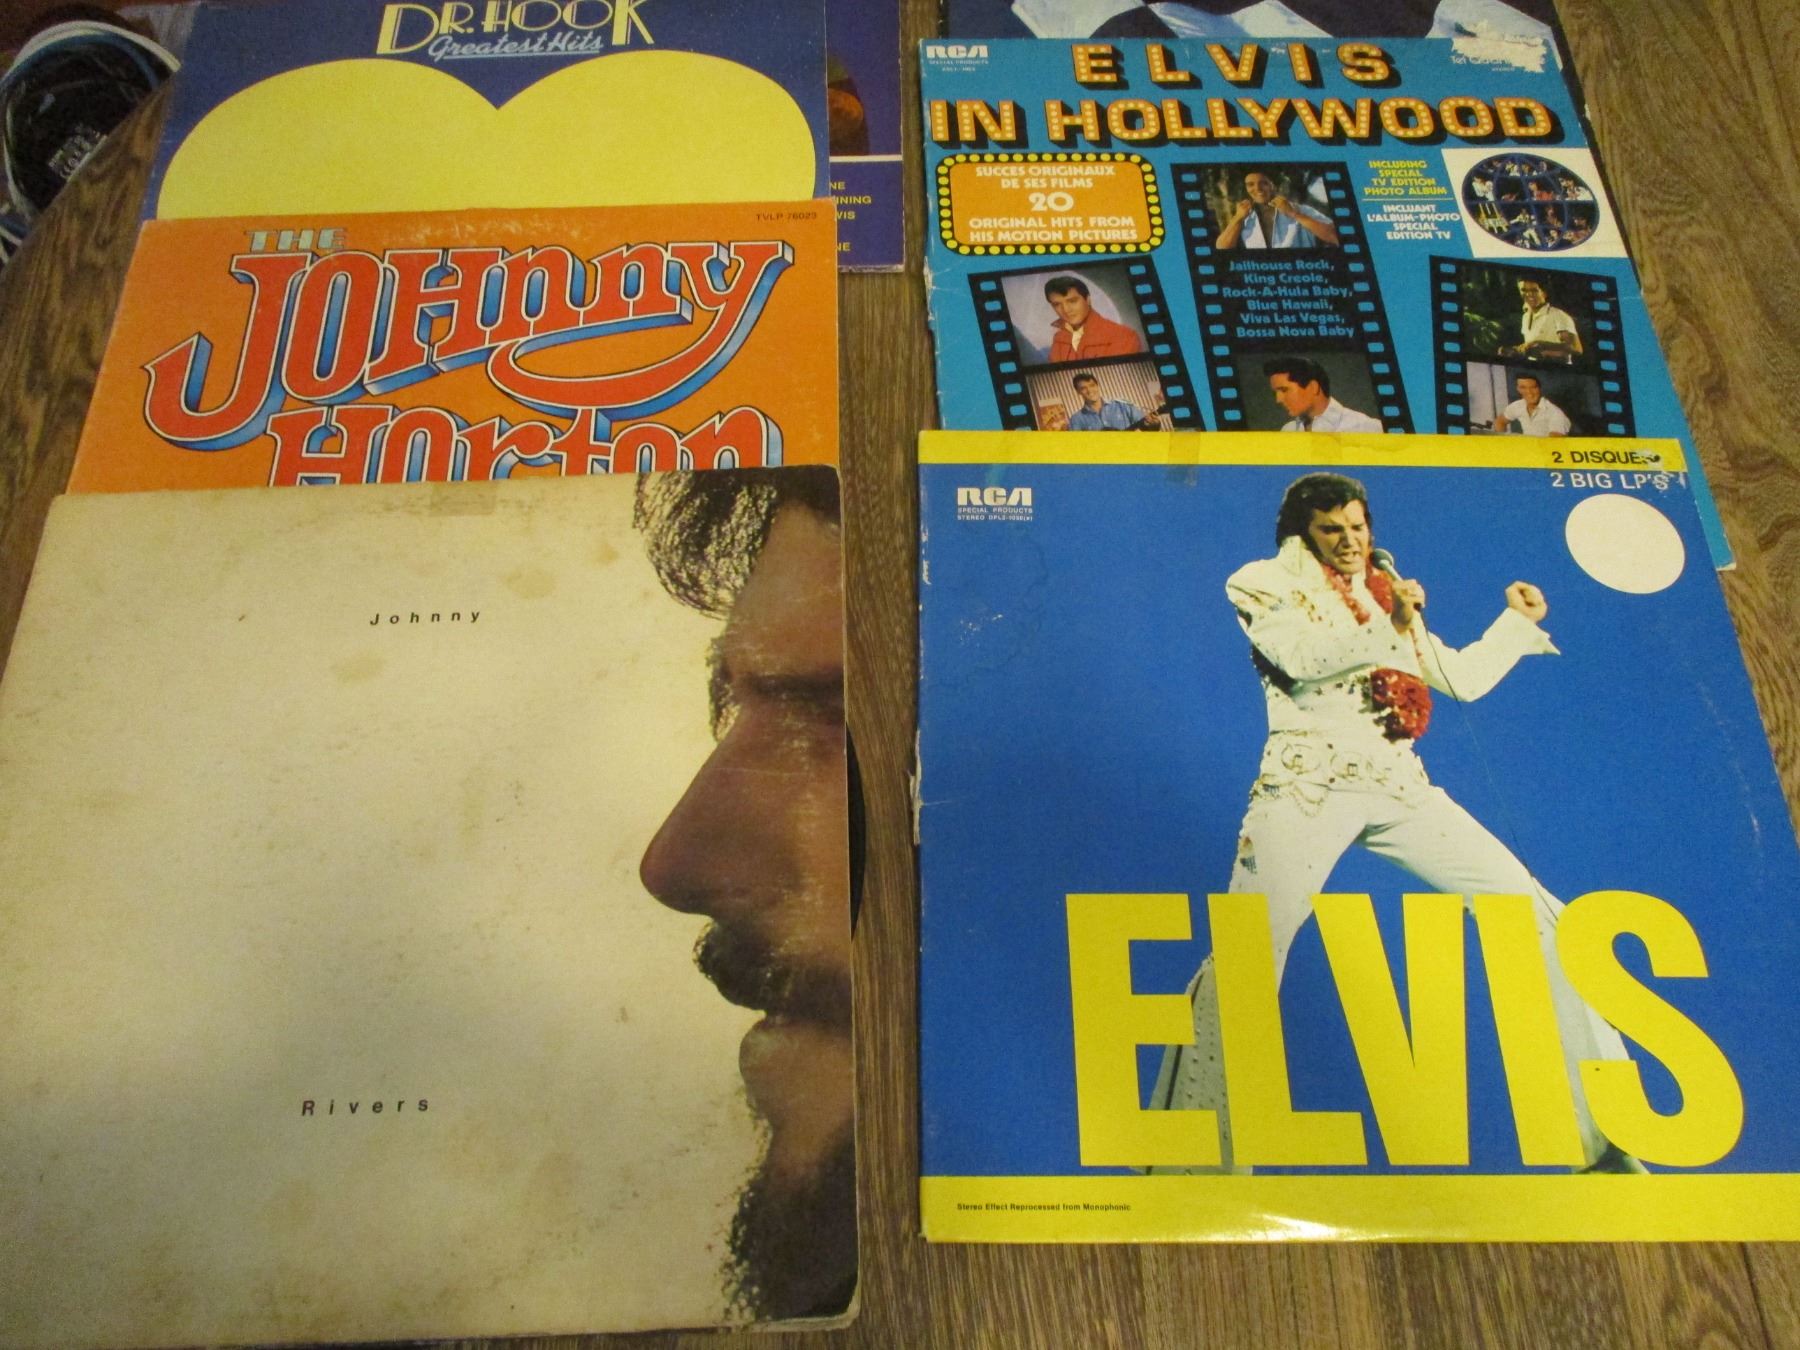 DR. HOOK
Greatest Hits
NE
NING
VIS
NE
TVLP 76023
THE
JOHNNY
HORTON
Johnny
Rivers
RCA
SPECIAL PRODUCTS
ELVIS
IN HOLLYWOOD
SUCCES ORIGINAUX
DE SES FILMS
20
ORIGINAL HITS FROM
HIS MOTION PICTURES
INCLUDING
SPECIAL
TV EDITION
PHOTO ALBUM
INCLUANT
L'ALBUM-PHOTO
SPECIAL
EDITION TV
Jailhouse Rock,
King Creole,
Rock-A-Hula Baby,
Blue Hawaii,
Viva Las Vegas,
Bossa Nova Baby
2 DISQUES
2 BIG LP'S
RCA
SPECIAL PRODUCTS
STEREO DPL2-1036(e)
ELVIS
Stereo Effect Reprocessed from Monophonic